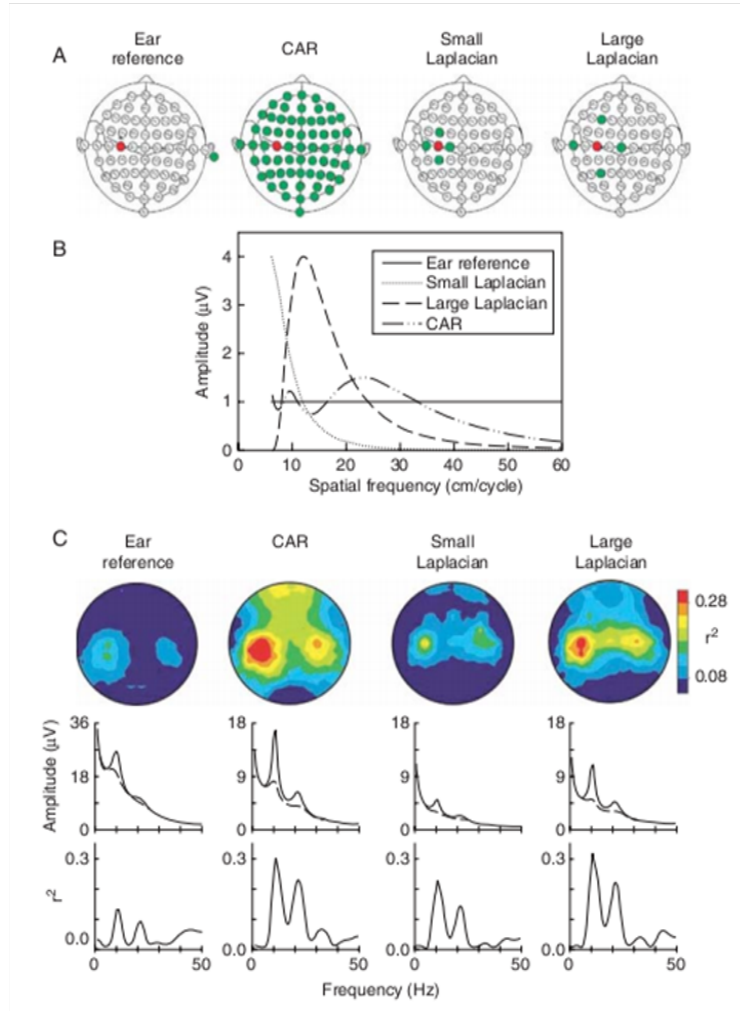 A
Ear
reference
CAR
Small
Laplacian
Large
Laplacian
B
Amplitude (μV)
4
3
2
1
0
Ear reference
Small Laplacian
Large Laplacian
CAR
0 10 20 30 40 50 60
Spatial frequency (cm/cycle)
C
Ear
reference
CAR
Small
Laplacian
Large
Laplacian
0.28
r²
0.08
Amplitude (μV)
36
18
0
18
9
0
18
9
0
18
9
0
r²
0.3
0.0
0.3
0.0
0.3
0.0
0.3
0.0
0 50 0 50 0 50 0 50
Frequency (Hz)